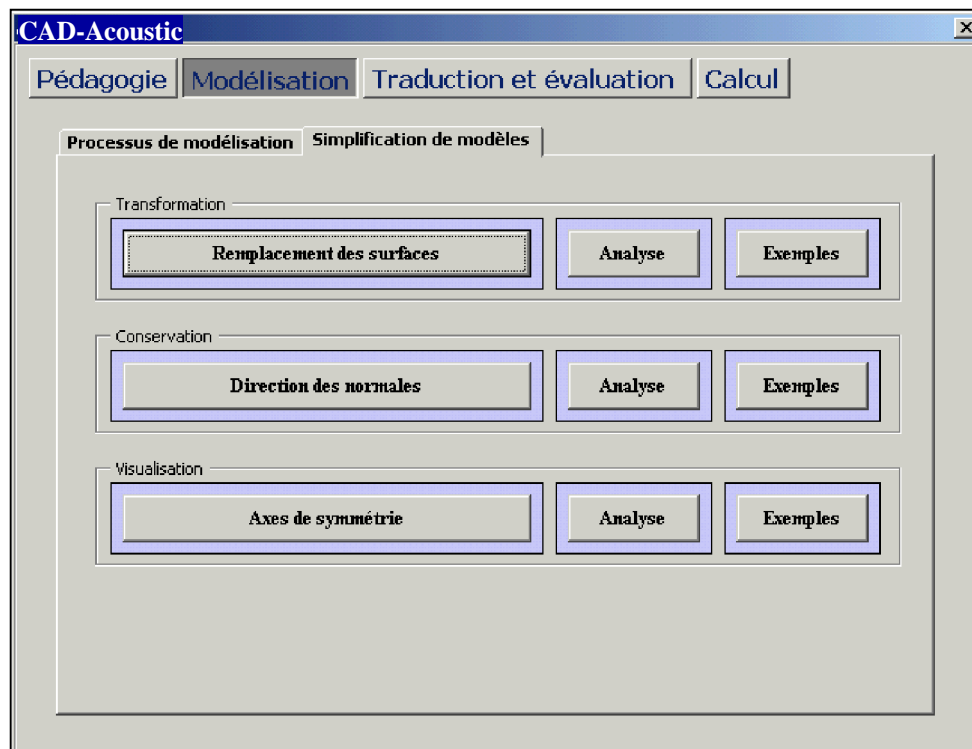 CAD-Acoustic
Pédagogie Modélisation Traduction et évaluation Calcul
Processus de modélisation Simplification de modèles
Transformation
Remplacement des surfaces Analyse Exemples
Conservation
Direction des normales Analyse Exemples
Visualisation
Axes de symmétrie Analyse Exemples